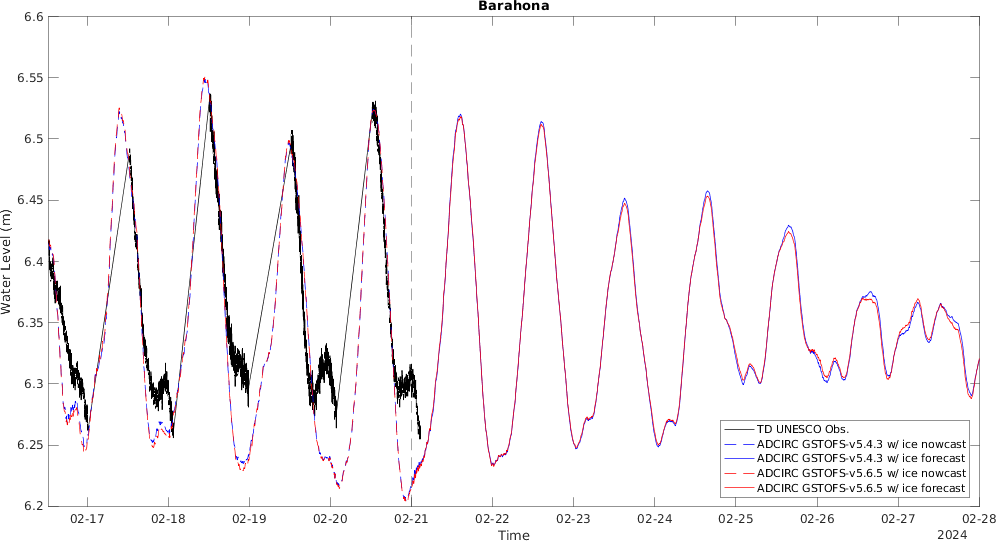 Barahona
Water Level (m)
6.6
6.55
6.5
6.45
6.4
6.35
6.3
6.25
6.2
TD UNESCO Obs.
ADCIRC GSTOFS-v5.4.3 w/ ice nowcast
ADCIRC GSTOFS-v5.4.3 w/ ice forecast
ADCIRC GSTOFS-v5.6.5 w/ ice nowcast
ADCIRC GSTOFS-v5.6.5 w/ ice forecast
02-17 02-18 02-19 02-20 02-21 02-22 02-23 02-24 02-25 02-26 02-27 02-28
Time
2024